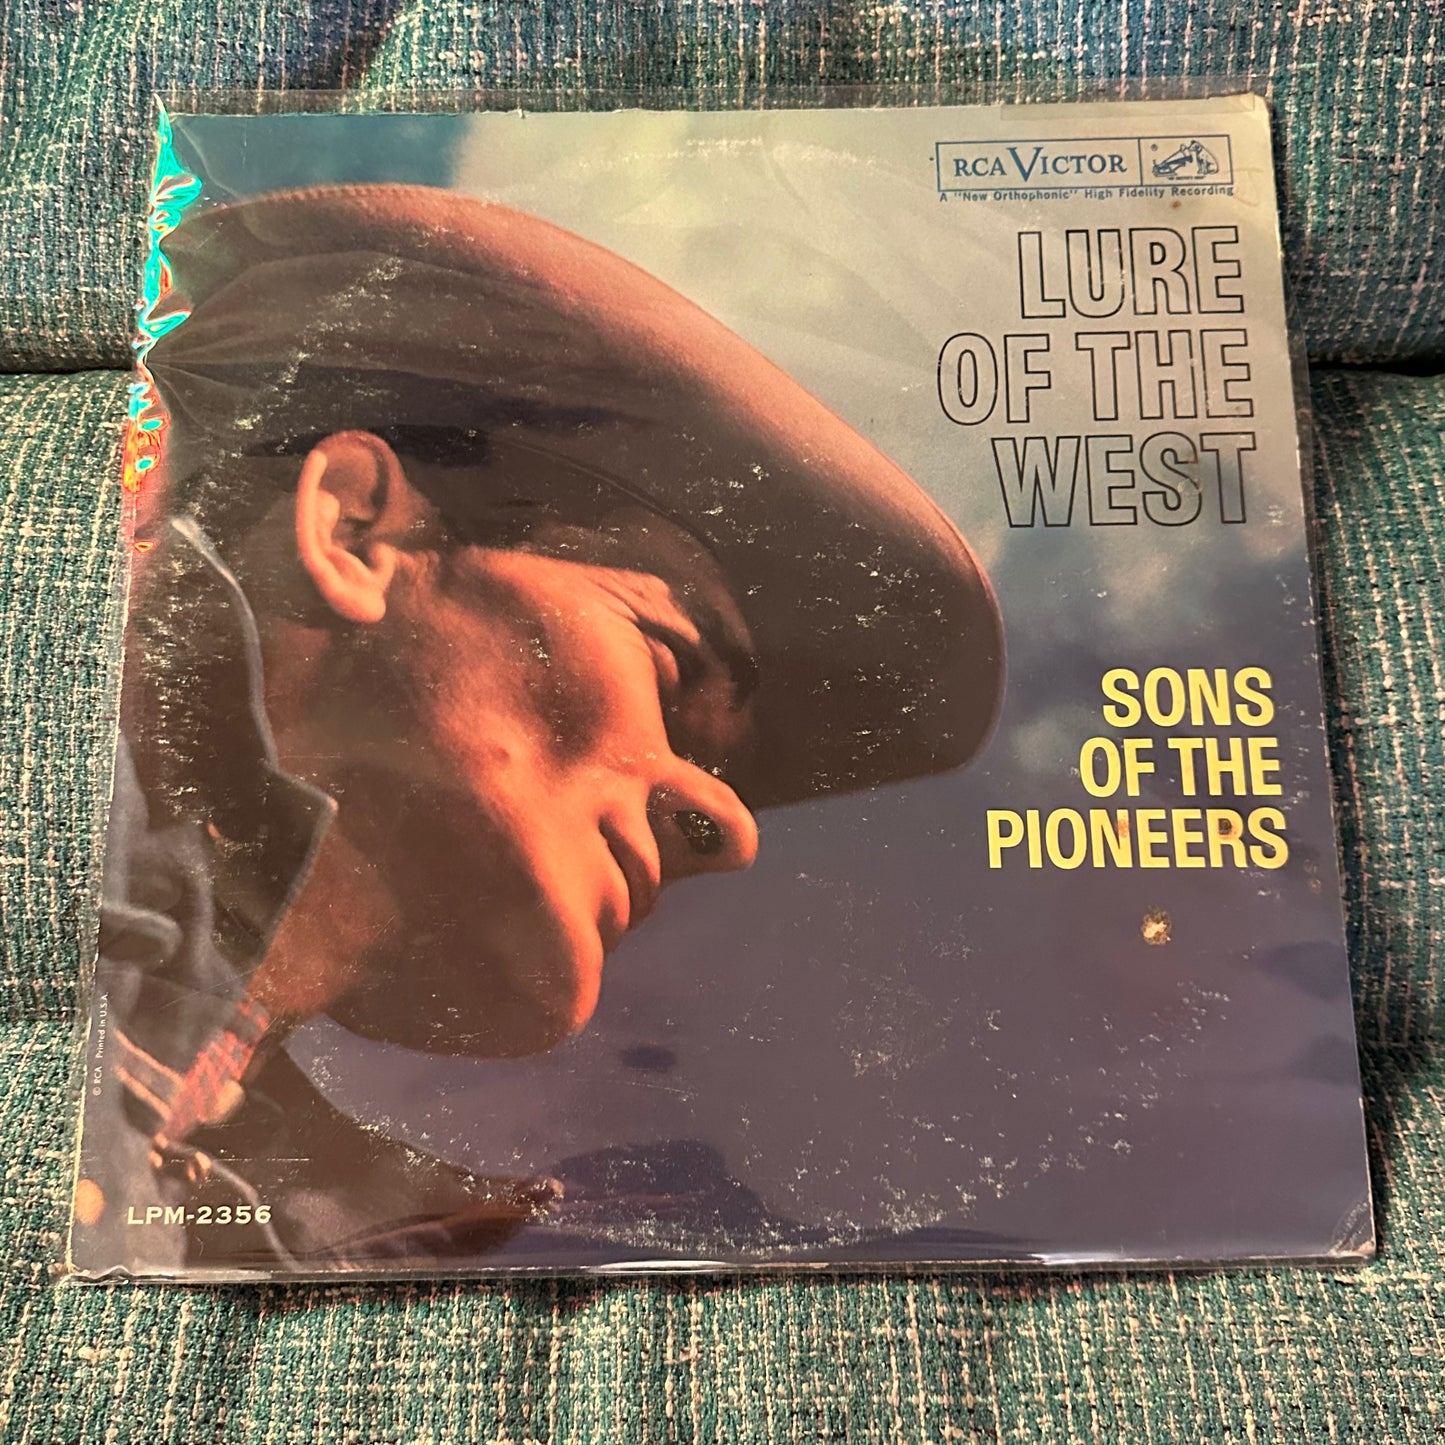 RCA VICTOR ®
A "New Orthophonic" High Fidelity Recording
LURE
OF THE
WEST
SONS
OF THE
PIONEERS
© RCA Printed in U.S.A.
LPM-2356